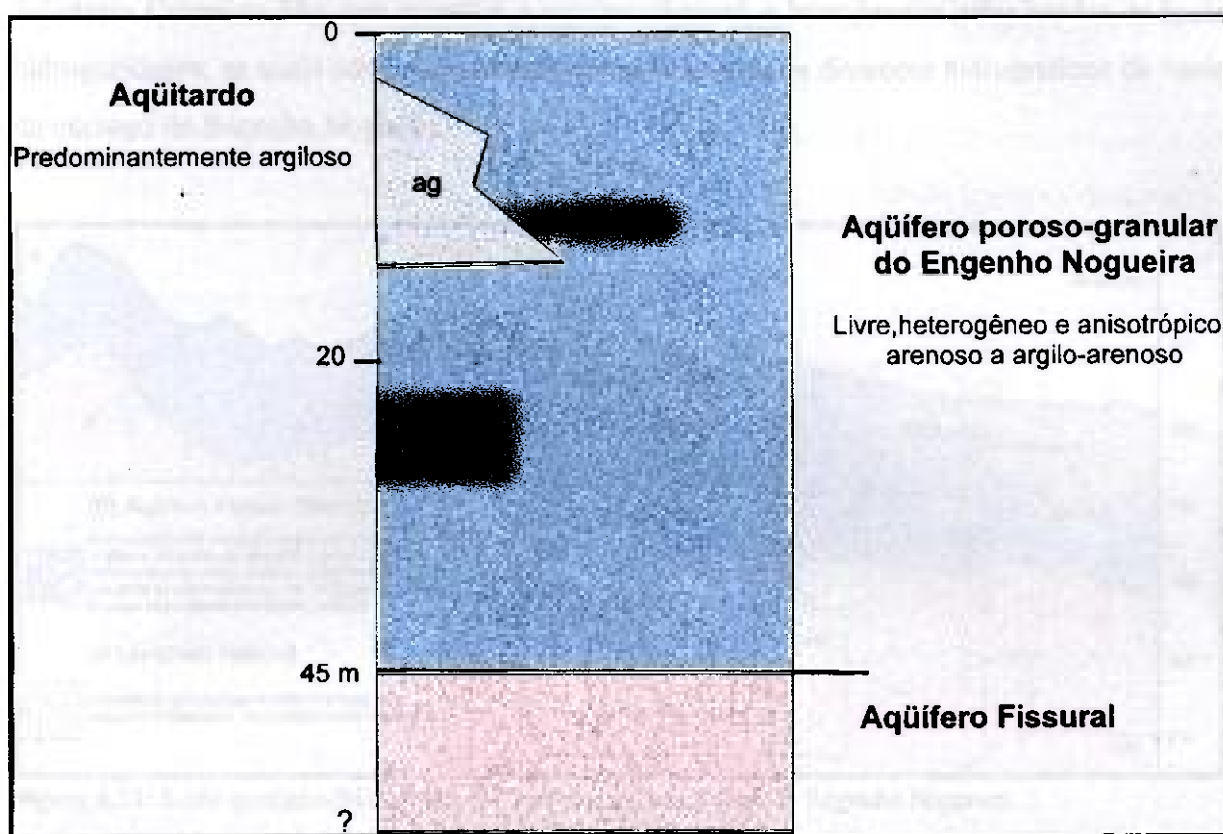 0
Aqüitardo
Predominantemente argiloso
ag
Aqüífero poroso-granular
do Engenho Nogueira
Livre,heterogêneo e anisotrópico
arenoso a argilo-arenoso
20
45 m
Aqüífero Fissural
?